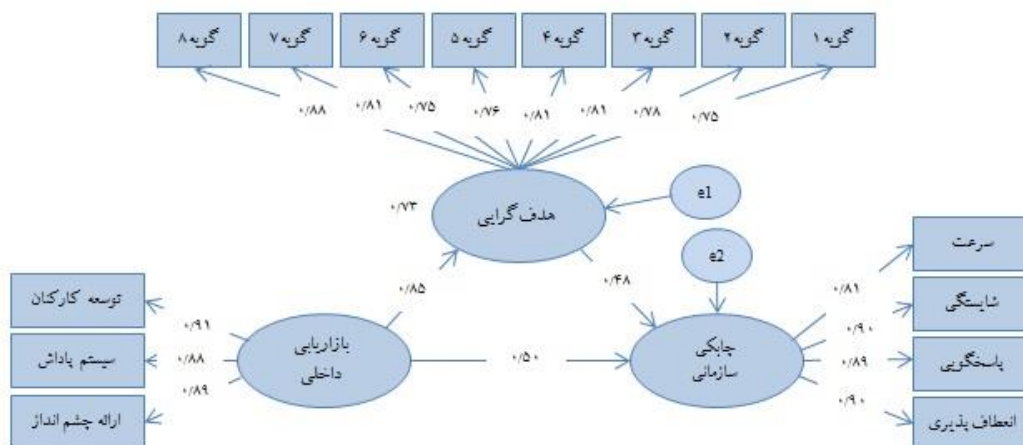 گویه ۱
گویه ۲
گویه ۳
گویه ۴
گویه ۵
گویه ۶
گویه ۷
گویه ۸
۰/۷۵
۰/۷۸
۰/۸۱
۰/۸۱
۰/۷۶
۰/۷۵
۰/۸۱
۰/۸۸
e1
۰/۷۳
هدف گرایی
e2
سرعت
۰/۸۵
۰/۴۸
۰/۸۱
توسعه کارکنان
شایستگی
۰/۹۱
۰/۹۰
سیستم پاداش
۰/۸۸
بازاریابی
داخلی
۰/۵۰
چابکی
سازمانی
۰/۸۹
پاسخگویی
۰/۸۹
۰/۹۰
ارائه چشم انداز
انعطاف پذیری